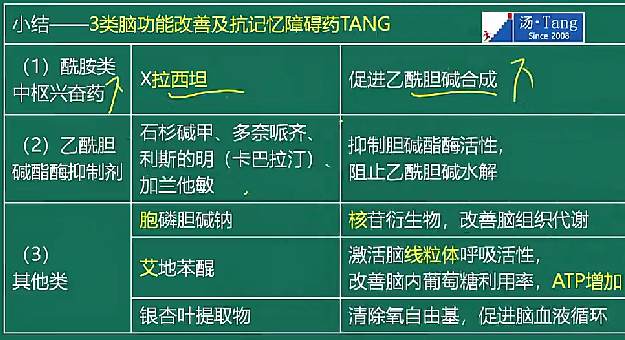 小结——3类脑功能改善及抗记忆障碍药TANG
汤·Tang
Since 2008
（1）酰胺类
中枢兴奋药
X拉西坦
促进乙酰胆碱合成
（2）乙酰胆
碱酯酶抑制剂
石杉碱甲、多奈哌齐、
利斯的明（卡巴拉汀）、
加兰他敏
抑制胆碱酯酶活性，
阻止乙酰胆碱水解
（3）
其他类
胞磷胆碱钠
核苷衍生物，改善脑组织代谢
艾地苯醌
激活脑线粒体呼吸活性，
改善脑内葡萄糖利用率，ATP增加
银杏叶提取物
清除氧自由基，促进脑血液循环